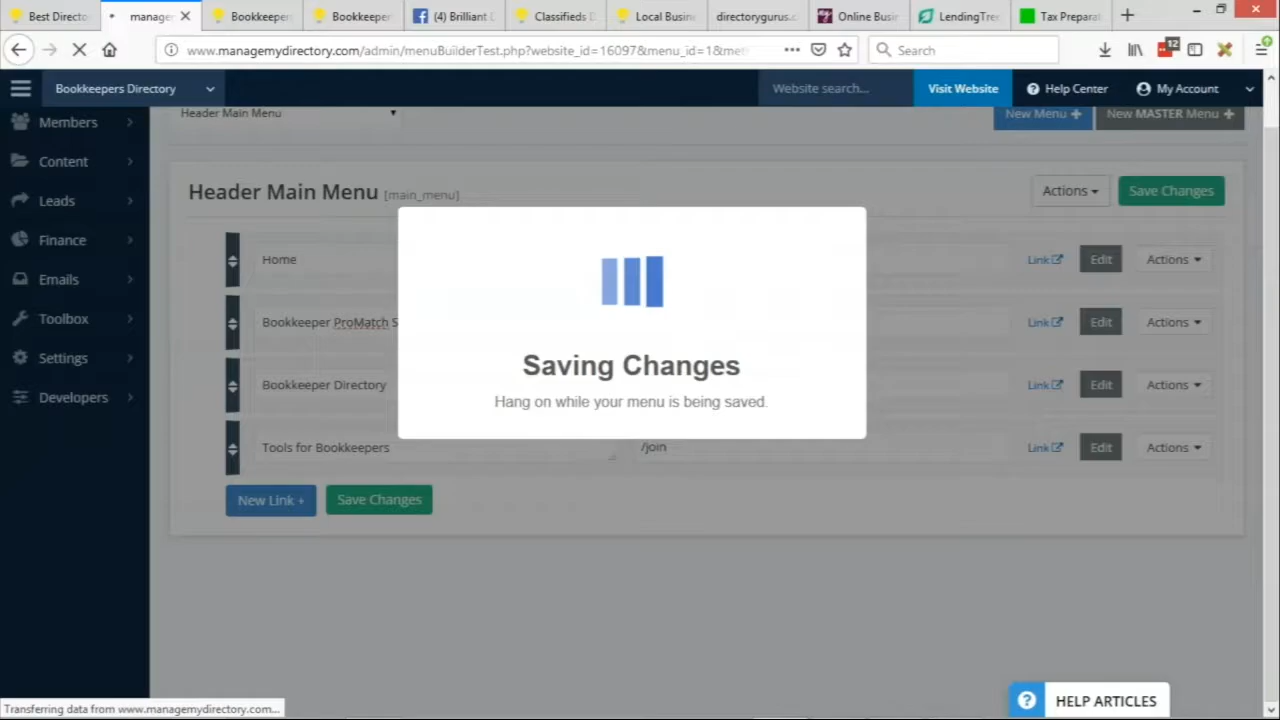 Best Directo
manage
Bookkeeper
Bookkeeper
(4) Brilliant
Classifieds
Local Busin
directorygurus.c
Online Busi
LendingTree
Tax Preparat
www.managemydirectory.com/admin/menuBuilderTest.php?website_id=16097&menu_id=1&me
Search
12
Bookkeepers Directory
Website search...
Visit Website
Help Center
My Account
Members
Content
Leads
Finance
Emails
Toolbox
Settings
Developers
Header Main Menu
New Menu +
New MASTER Menu +
Header Main Menu [main_menu]
Actions
Save Changes
Home
Link
Edit
Actions
Bookkeeper ProMatch S
Link
Edit
Actions
Bookkeeper Directory
Link
Edit
Actions
Tools for Bookkeepers
/join
Link
Edit
Actions
New Link +
Save Changes
Saving Changes
Hang on while your menu is being saved.
Transferring data from www.managemydirectory.com...
? HELP ARTICLES